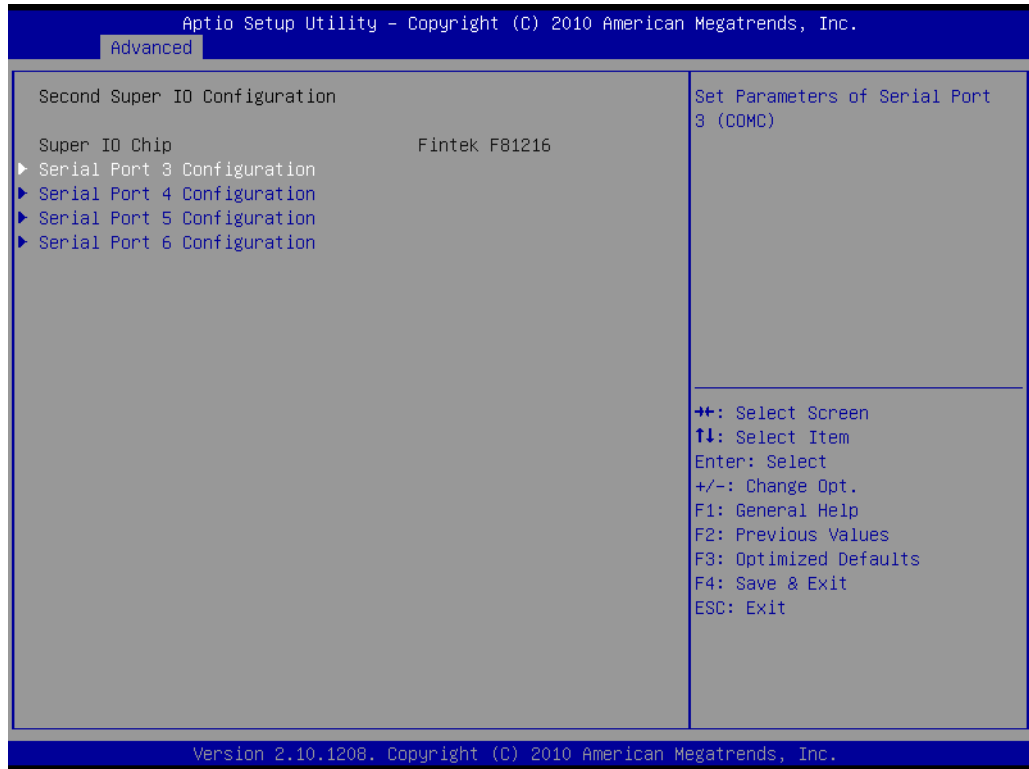 Aptio Setup Utility – Copyright (C) 2010 American Megatrends, Inc.
Advanced
Second Super IO Configuration
Super IO Chip Fintek F81216
▶ Serial Port 3 Configuration
▶ Serial Port 4 Configuration
▶ Serial Port 5 Configuration
▶ Serial Port 6 Configuration
Set Parameters of Serial Port
3 (COMC)
→←: Select Screen
↑↓: Select Item
Enter: Select
+/-: Change Opt.
F1: General Help
F2: Previous Values
F3: Optimized Defaults
F4: Save & Exit
ESC: Exit
Version 2.10.1208. Copyright (C) 2010 American Megatrends, Inc.